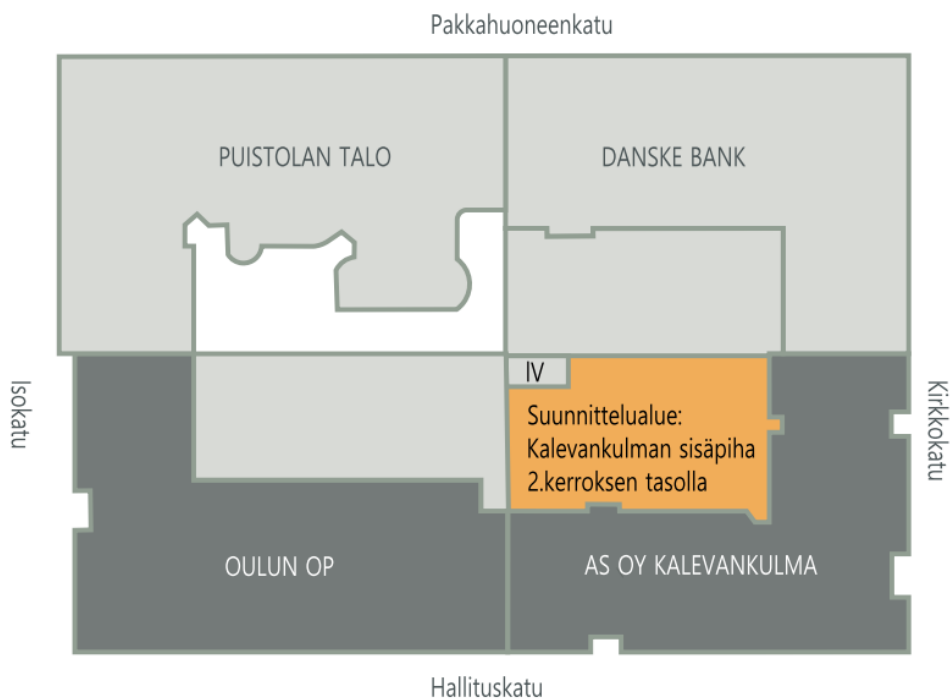 Pakkahuoneenkatu
PUISTOLAN TALO
DANSKE BANK
Isokatu
IV
Suunnittelualue:
Kalevankulman sisäpiha
2.kerroksen tasolla
Kirkkokatu
OULUN OP
AS OY KALEVANKULMA
Hallituskatu